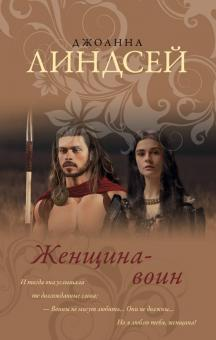 ДЖОАННА
ЛИНДСЕЙ
Женщина-
воин
И тогда она услышала
те долгожданные слова:
— Воины не могут любить... Они не должны...
Но я люблю тебя, женщина!